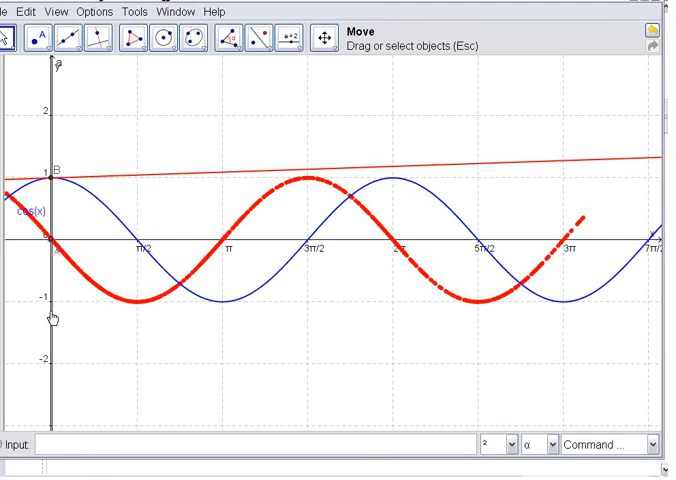 Edit View Options Tools Window Help
A
a=2
Move
Drag or select objects (Esc)
a
y
2
1 B
cos(x)
π/2 π 3π/2 2π 5π/2 3π 7π/2
x
A
-1
-2
Input: ² α Command ...